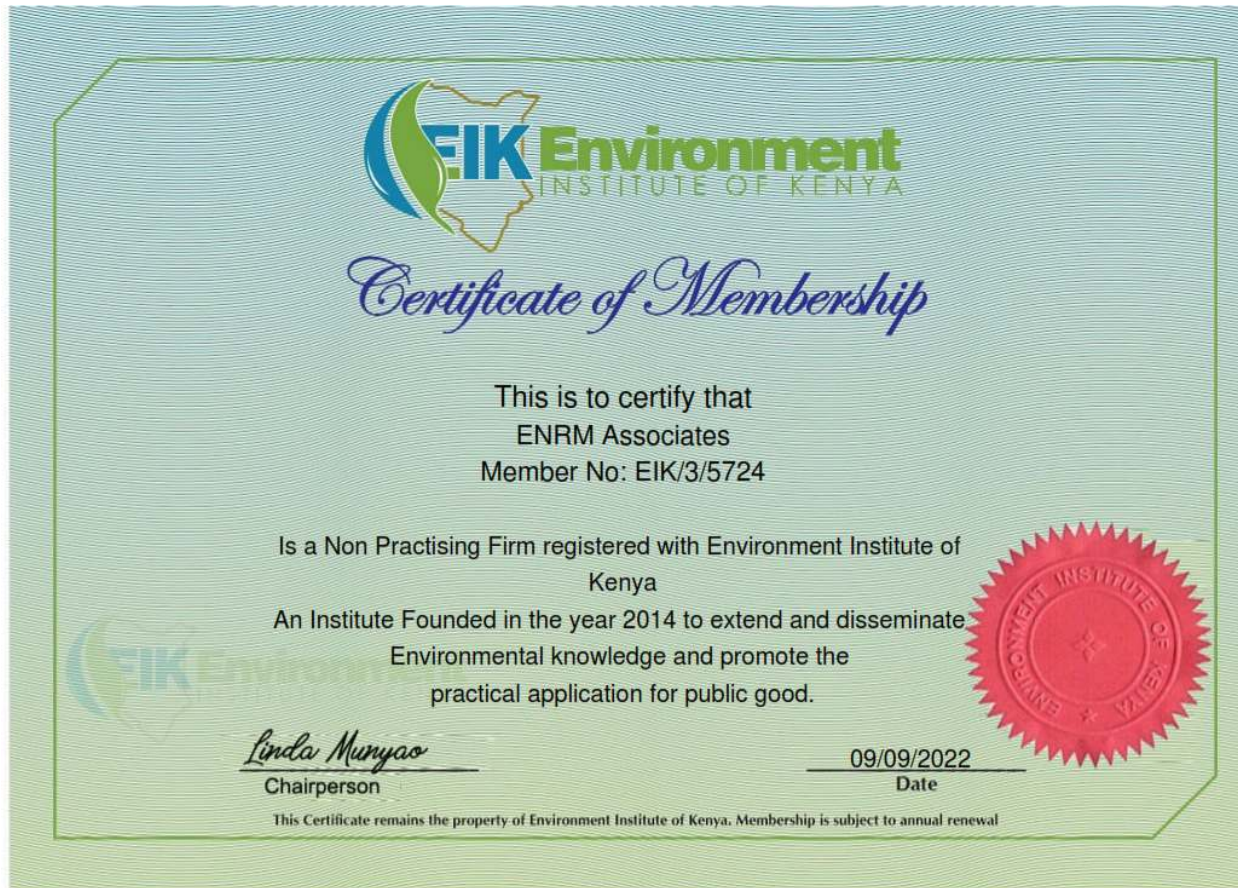 EIK Environment
INSTITUTE OF KENYA
Certificate of Membership
This is to certify that
ENRM Associates
Member No: EIK/3/5724
Is a Non Practising Firm registered with Environment Institute of
Kenya
An Institute Founded in the year 2014 to extend and disseminate
Environmental knowledge and promote the
practical application for public good.
EIK Environment
ENVIRONMENT INSTITUTE OF KENYA
Linda Munyao
Chairperson
09/09/2022
Date
This Certificate remains the property of Environment Institute of Kenya. Membership is subject to annual renewal